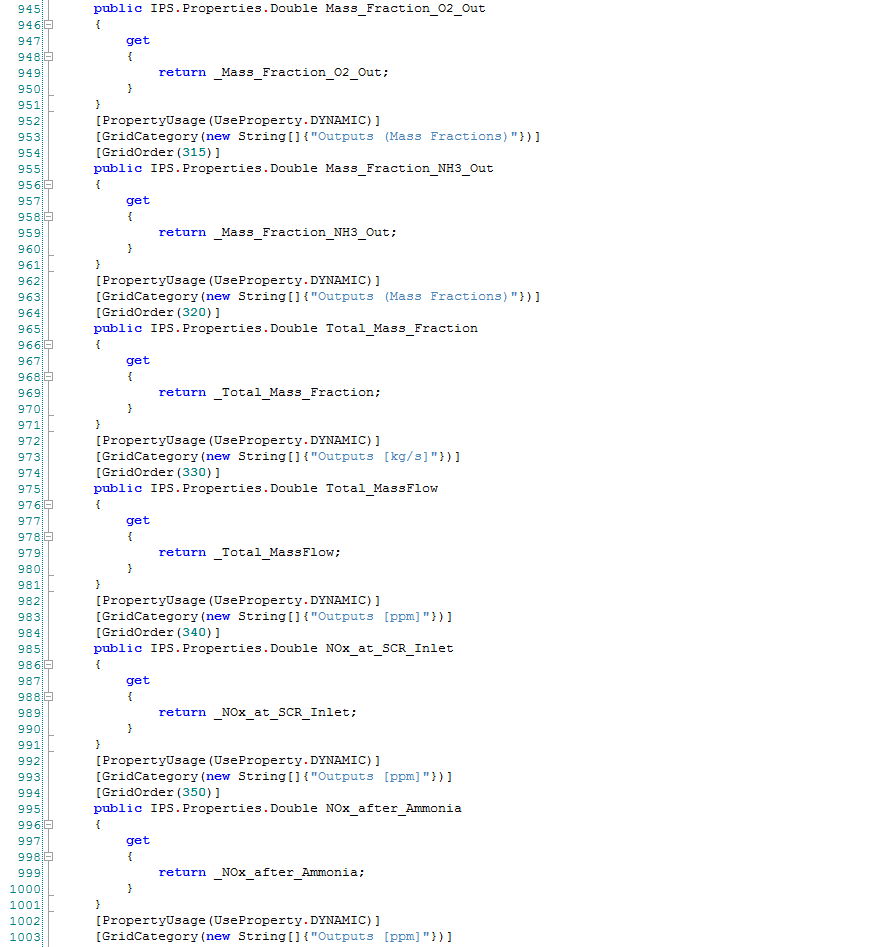 945 public IPS.Properties.Double Mass_Fraction_O2_Out
946 {
947 get
948 {
949 return _Mass_Fraction_O2_Out;
950 }
951 }
952 [PropertyUsage(UseProperty.DYNAMIC)]
953 [GridCategory(new String[]{"Outputs (Mass Fractions)"})]
954 [GridOrder(315)]
955 public IPS.Properties.Double Mass_Fraction_NH3_Out
956 {
957 get
958 {
959 return _Mass_Fraction_NH3_Out;
960 }
961 }
962 [PropertyUsage(UseProperty.DYNAMIC)]
963 [GridCategory(new String[]{"Outputs (Mass Fractions)"})]
964 [GridOrder(320)]
965 public IPS.Properties.Double Total_Mass_Fraction
966 {
967 get
968 {
969 return _Total_Mass_Fraction;
970 }
971 }
972 [PropertyUsage(UseProperty.DYNAMIC)]
973 [GridCategory(new String[]{"Outputs [kg/s]"})]
974 [GridOrder(330)]
975 public IPS.Properties.Double Total_MassFlow
976 {
977 get
978 {
979 return _Total_MassFlow;
980 }
981 }
982 [PropertyUsage(UseProperty.DYNAMIC)]
983 [GridCategory(new String[]{"Outputs [ppm]"})]
984 [GridOrder(340)]
985 public IPS.Properties.Double NOx_at_SCR_Inlet
986 {
987 get
988 {
989 return _NOx_at_SCR_Inlet;
990 }
991 }
992 [PropertyUsage(UseProperty.DYNAMIC)]
993 [GridCategory(new String[]{"Outputs [ppm]"})]
994 [GridOrder(350)]
995 public IPS.Properties.Double NOx_after_Ammonia
996 {
997 get
998 {
999 return _NOx_after_Ammonia;
1000 }
1001 }
1002 [PropertyUsage(UseProperty.DYNAMIC)]
1003 [GridCategory(new String[]{"Outputs [ppm]"})]